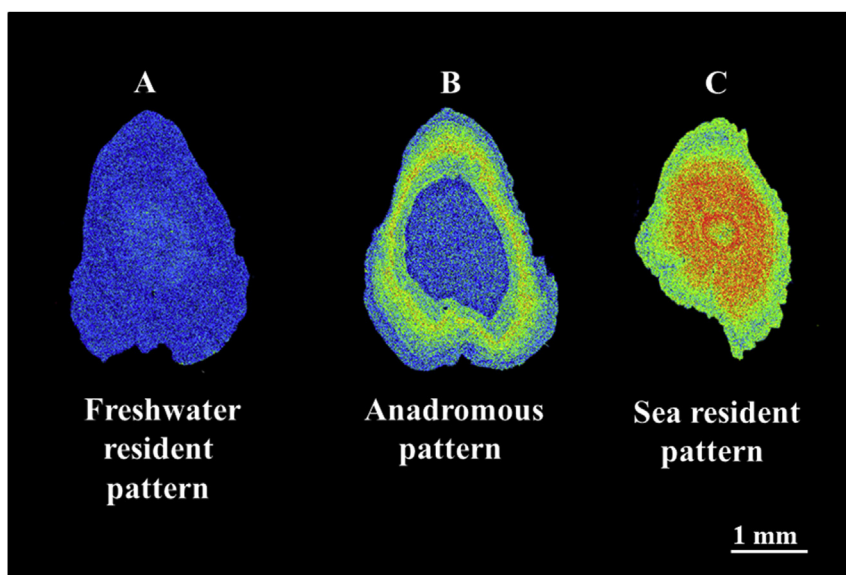 A
B
C
Freshwater
resident
pattern
Anadromous
pattern
Sea resident
pattern
1 mm